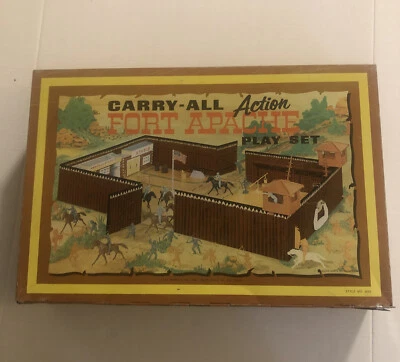 CARRY-ALL Action
FORT APACHE
PLAY SET